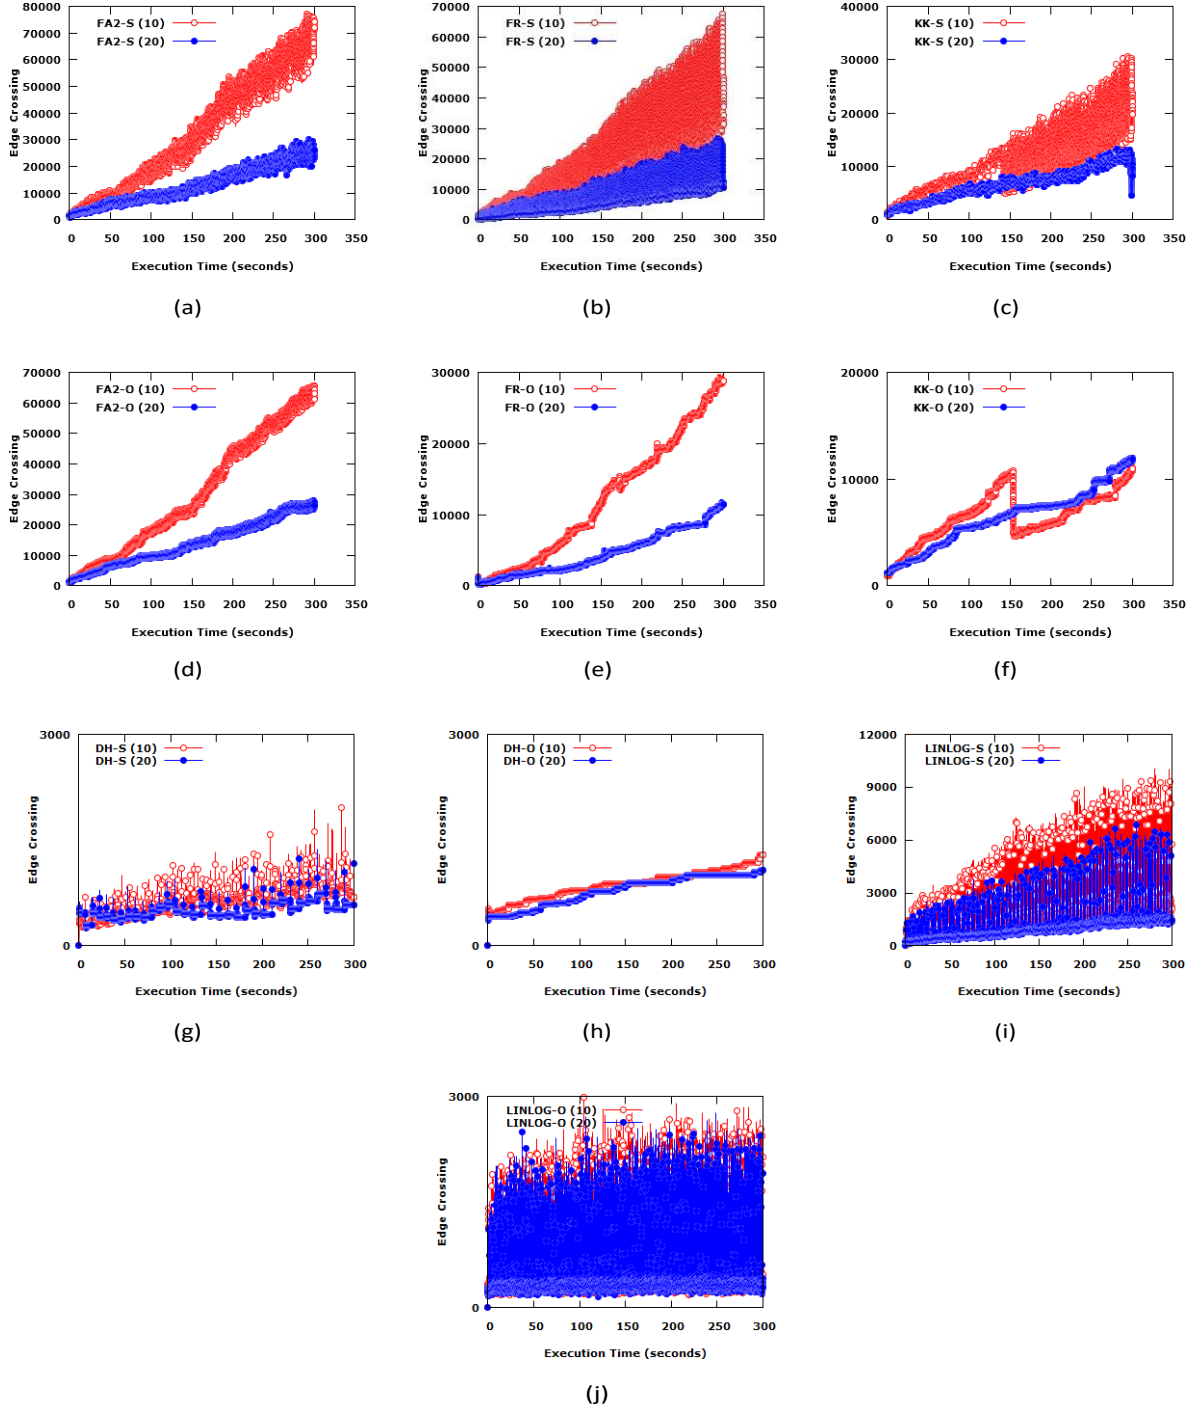 FA2-S (10)
FA2-S (20)
80000
70000
60000
50000
40000
30000
20000
10000
0
Edge Crossing
0 50 100 150 200 250 300 350
Execution Time (seconds)
(a)
FR-S (10)
FR-S (20)
70000
60000
50000
40000
30000
20000
10000
0
Edge Crossing
0 50 100 150 200 250 300 350
Execution Time (seconds)
(b)
KK-S (10)
KK-S (20)
40000
30000
20000
10000
0
Edge Crossing
0 50 100 150 200 250 300 350
Execution Time (seconds)
(c)
FA2-O (10)
FA2-O (20)
70000
60000
50000
40000
30000
20000
10000
0
Edge Crossing
0 50 100 150 200 250 300 350
Execution Time (seconds)
(d)
FR-O (10)
FR-O (20)
30000
20000
10000
0
Edge Crossing
0 50 100 150 200 250 300 350
Execution Time (seconds)
(e)
KK-O (10)
KK-O (20)
20000
10000
0
Edge Crossing
0 50 100 150 200 250 300 350
Execution Time (seconds)
(f)
DH-S (10)
DH-S (20)
3000
0
Edge Crossing
0 50 100 150 200 250 300
Execution Time (seconds)
(g)
DH-O (10)
DH-O (20)
3000
0
Edge Crossing
0 50 100 150 200 250 300
Execution Time (seconds)
(h)
LINLOG-S (10)
LINLOG-S (20)
12000
9000
6000
3000
0
Edge Crossing
0 50 100 150 200 250 300
Execution Time (seconds)
(i)
LINLOG-O (10)
LINLOG-O (20)
3000
0
Edge Crossing
0 50 100 150 200 250 300
Execution Time (seconds)
(j)